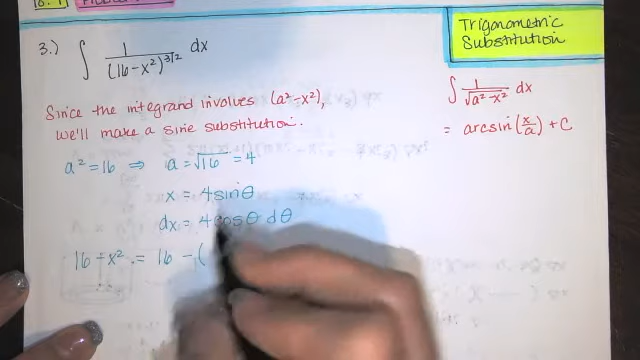 3.) ∫ 1/(16-x²)^3/2 dx
Trigonometric
Substitution
∫ 1/√a²-x² dx
= arcsin(x/a) + C
Since the integrand involves (a²-x²),
we'll make a sine substitution.
a² = 16 ⇒ a = √16 = 4
x = 4sinθ
dx = 4cosθ dθ
16 - x² = 16 - (